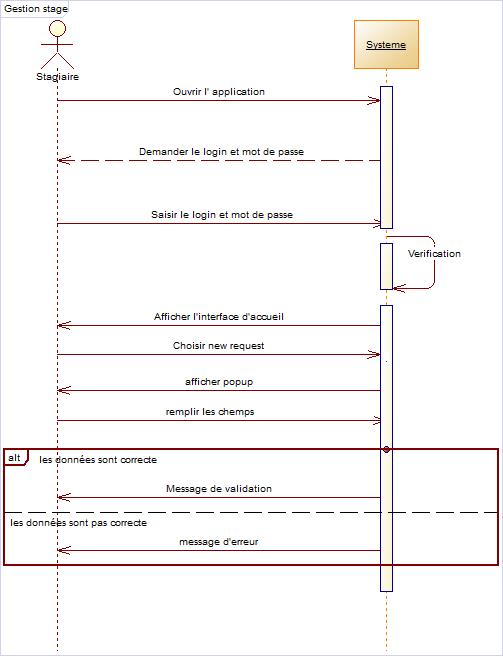 Gestion stage
Systeme
Stagiaire
Ouvrir l' application
Demander le login et mot de passe
Saisir le login et mot de passe
Verification
Afficher l'interface d'accueil
Choisir new request
afficher popup
remplir les chemps
alt
les données sont correcte
Message de validation
les données sont pas correcte
message d'erreur